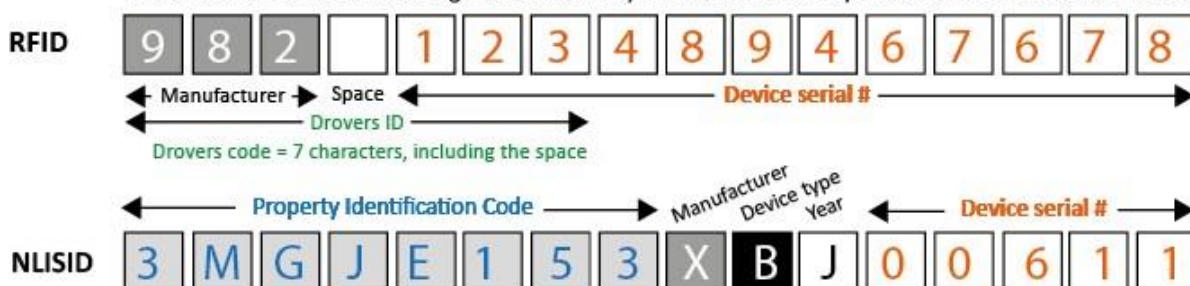 RFID 9 8 2 1 2 3 4 8 9 4 6 7 6 7 8
Manufacturer Space Device serial #
Drovers ID
Drovers code = 7 characters, including the space
Property Identification Code Manufacturer Device type Year Device serial #
NLISID 3 M G J E 1 5 3 X B J 0 0 6 1 1